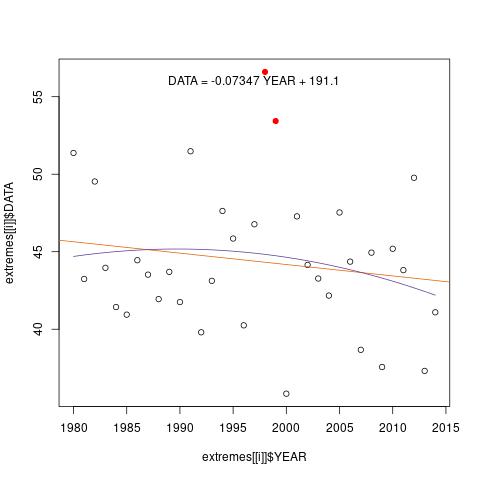 DATA = -0.07347 YEAR + 191.1
55
50
45
40
extremes[[i]]$DATA
1980 1985 1990 1995 2000 2005 2010 2015
extremes[[i]]$YEAR